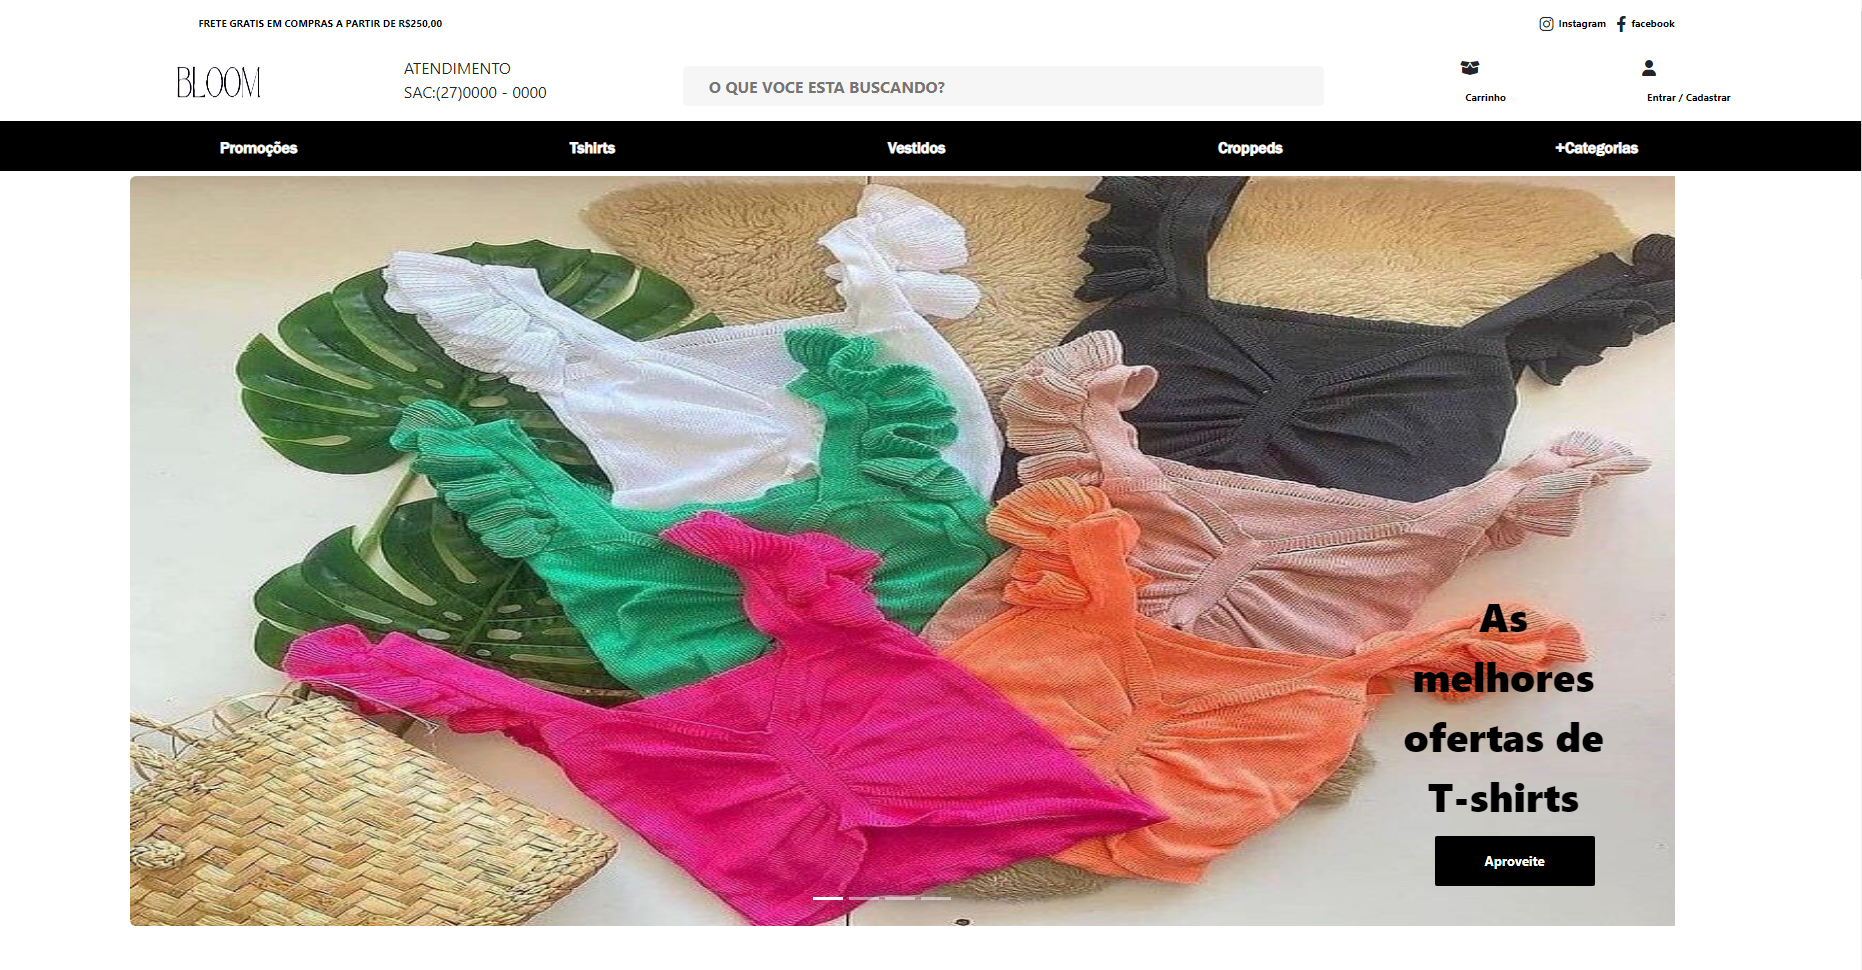 FRETE GRATIS EM COMPRAS A PARTIR DE R$250,00
Instagram
facebook
BLOOM
ATENDIMENTO
SAC:(27)0000 - 0000
O QUE VOCE ESTA BUSCANDO?
Carrinho
Entrar / Cadastrar
Promoções
Tshirts
Vestidos
Croppeds
+Categorias
As
melhores
ofertas de
T-shirts
Aproveite